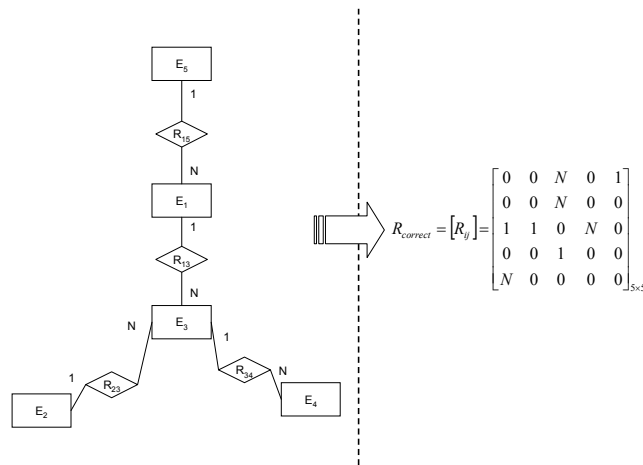 E5
1
R15
N
E1
1
R13
N
E3
N
1
1
R23
R34
N
E2
E4
Rcorrect = [Rij] =
0 0 N 0 1
0 0 N 0 0
1 1 0 N 0
0 0 1 0 0
N 0 0 0 0
5×5